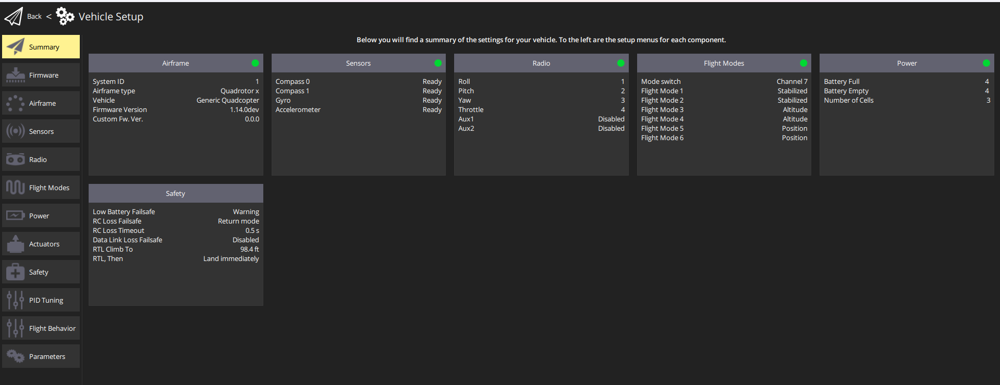 Back < Vehicle Setup
Summary
Firmware
Airframe
Sensors
Radio
Flight Modes
Power
Actuators
Safety
PID Tuning
Flight Behavior
Parameters
Below you will find a summary of the settings for your vehicle. To the left are the setup menus for each component.
Airframe
System ID 1
Airframe type Quadrotor x
Vehicle Generic Quadcopter
Firmware Version 1.14.0dev
Custom Fw. Ver. 0.0.0
Sensors
Compass 0 Ready
Compass 1 Ready
Gyro Ready
Accelerometer Ready
Radio
Roll 1
Pitch 2
Yaw 3
Throttle 4
Aux1 Disabled
Aux2 Disabled
Flight Modes
Mode switch Channel 7
Flight Mode 1 Stabilized
Flight Mode 2 Stabilized
Flight Mode 3 Altitude
Flight Mode 4 Altitude
Flight Mode 5 Position
Flight Mode 6 Position
Power
Battery Full 4
Battery Empty 4
Number of Cells 3
Safety
Low Battery Failsafe Warning
RC Loss Failsafe Return mode
RC Loss Timeout 0.5 s
Data Link Loss Failsafe Disabled
RTL Climb To 98.4 ft
RTL, Then Land immediately